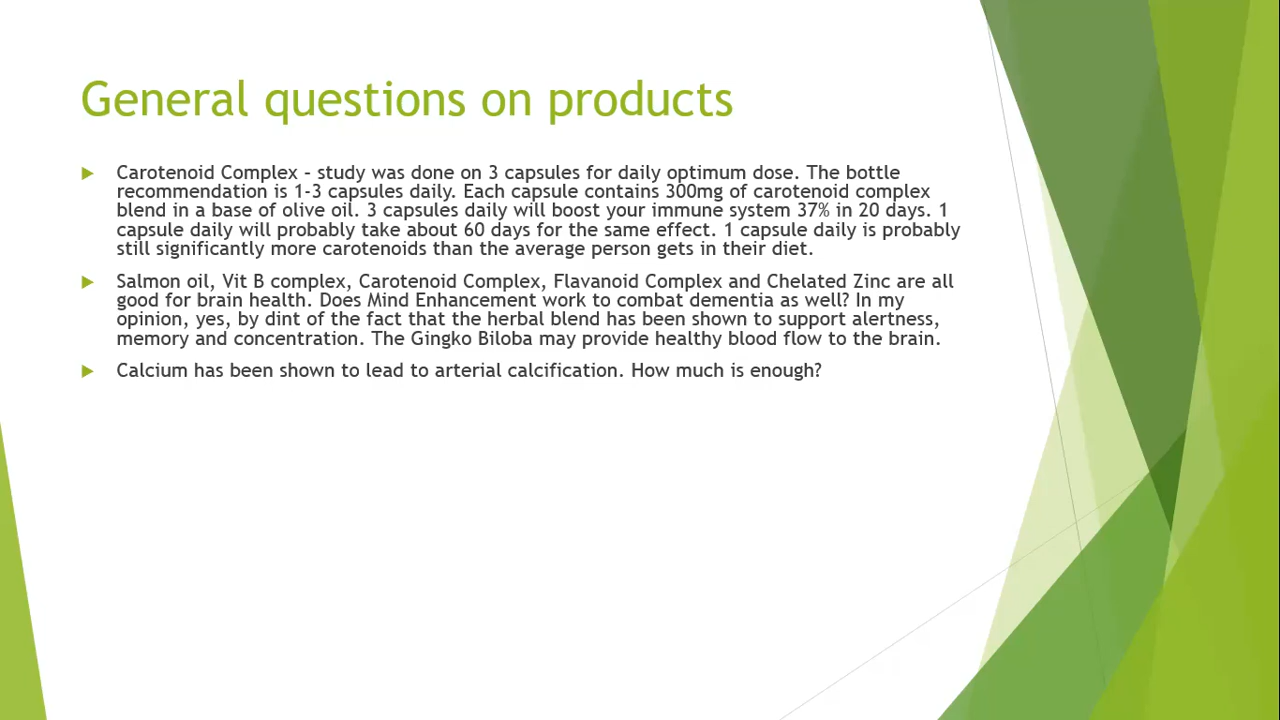 General questions on products
Carotenoid Complex – study was done on 3 capsules for daily optimum dose. The bottle
recommendation is 1-3 capsules daily. Each capsule contains 300mg of carotenoid complex
blend in a base of olive oil. 3 capsules daily will boost your immune system 37% in 20 days. 1
capsule daily will probably take about 60 days for the same effect. 1 capsule daily is probably
still significantly more carotenoids than the average person gets in their diet.
Salmon oil, Vit B complex, Carotenoid Complex, Flavanoid Complex and Chelated Zinc are all
good for brain health. Does Mind Enhancement work to combat dementia as well? In my
opinion, yes, by dint of the fact that the herbal blend has been shown to support alertness,
memory and concentration. The Gingko Biloba may provide healthy blood flow to the brain.
Calcium has been shown to lead to arterial calcification. How much is enough?